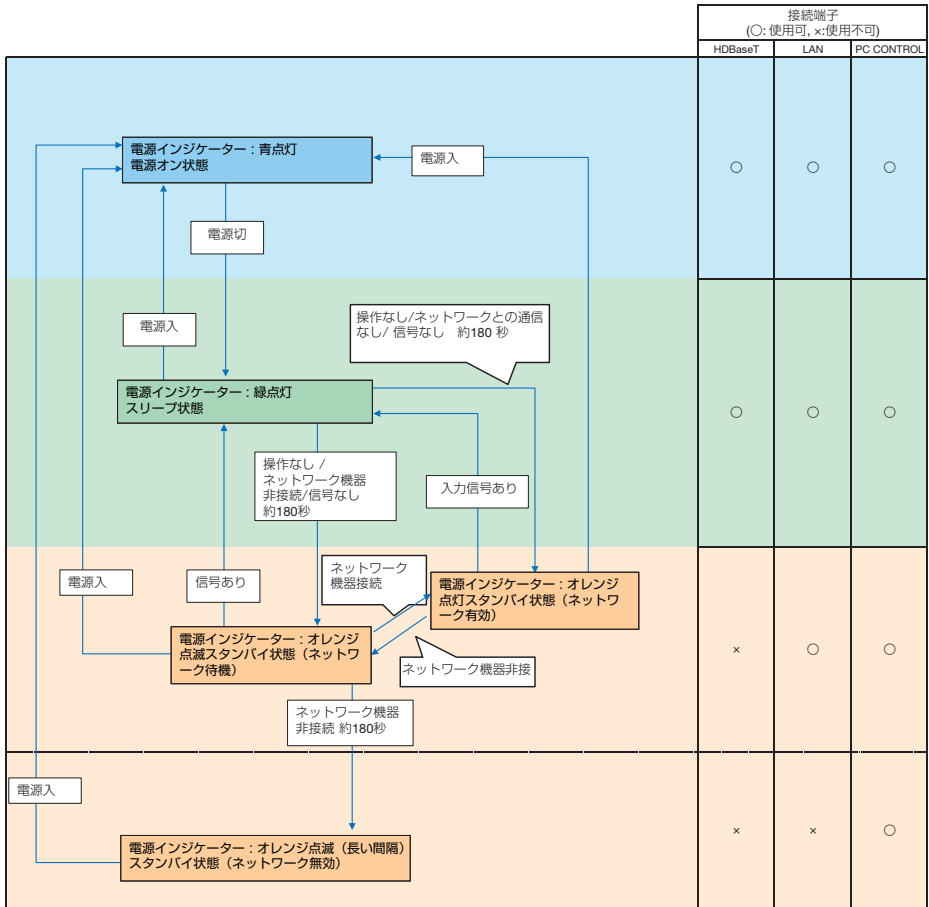 接続端子
(〇: 使用可, ×:使用不可)
HDBaseT
LAN
PC CONTROL
電源インジケーター : 青点灯
電源オン状態
電源入
〇
〇
〇
電源切
電源入
操作なし/ネットワークとの通信
なし/ 信号なし　約180 秒
電源インジケーター : 緑点灯
スリープ状態
〇
〇
〇
操作なし /
ネットワーク機器
非接続/信号なし
約180秒
入力信号あり
電源入
信号あり
ネットワーク
機器接続
電源インジケーター : オレンジ
点灯スタンバイ状態（ネットワ
ーク有効）
電源インジケーター : オレンジ
点滅スタンバイ状態（ネットワ
ーク待機）
ネットワーク機器非接
×
〇
〇
ネットワーク機器
非接続 約180秒
電源入
電源インジケーター : オレンジ点滅（長い間隔）
スタンバイ状態（ネットワーク無効）
×
×
〇